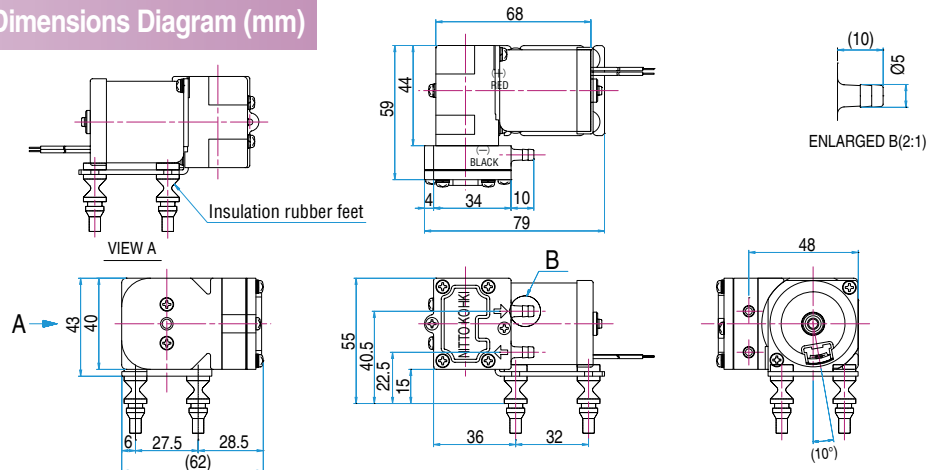 Dimensions Diagram (mm)
68
59
44
(+)
RED
(−)
BLACK
4
34
10
79
(10)
Ø5
ENLARGED B(2:1)
Insulation rubber feet
VIEW A
A
43
40
6
27.5
28.5
(62)
B
NITTO KOHKI
55
40.5
22.5
15
36
32
48
(10°)